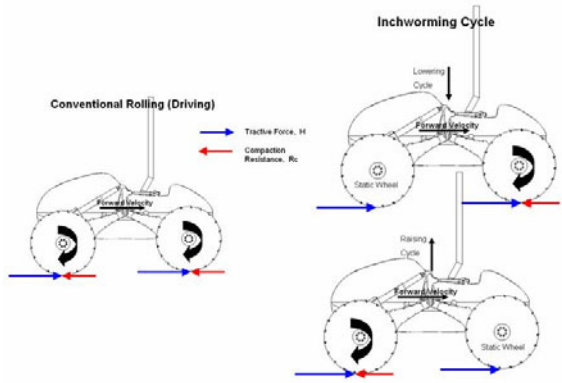 Inchworming Cycle
Lowering
Cycle
Forward Velocity
Static Wheel
Conventional Rolling (Driving)
Tractive Force, H
Compaction
Resistance, Rc
Forward Velocity
Raising
Cycle
Forward Velocity
Static Wheel